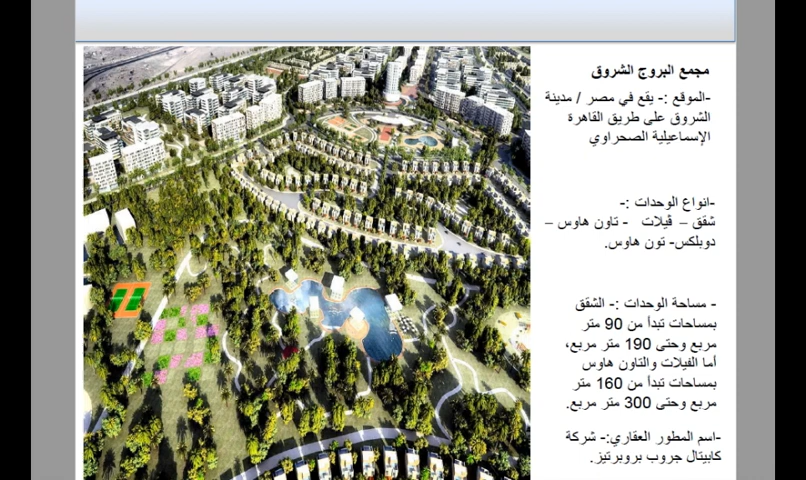 مجمع البروج الشروق
-الموقع :- يقع في مصر / مدينة
الشروق على طريق القاهرة
الإسماعيلية الصحراوي
-انواع الوحدات :-
شقق – ڤيلات - تاون هاوس –
دوبلكس- تون هاوس.
- مساحة الوحدات :- الشقق
بمساحات تبدأ من 90 متر
مربع وحتى 190 متر مربع،
أما الفيلات والتاون هاوس
بمساحات تبدأ من 160 متر
مربع وحتى 300 متر مربع.
-اسم المطور العقاري:- شركة
كابيتال جروب بروبرتيز.